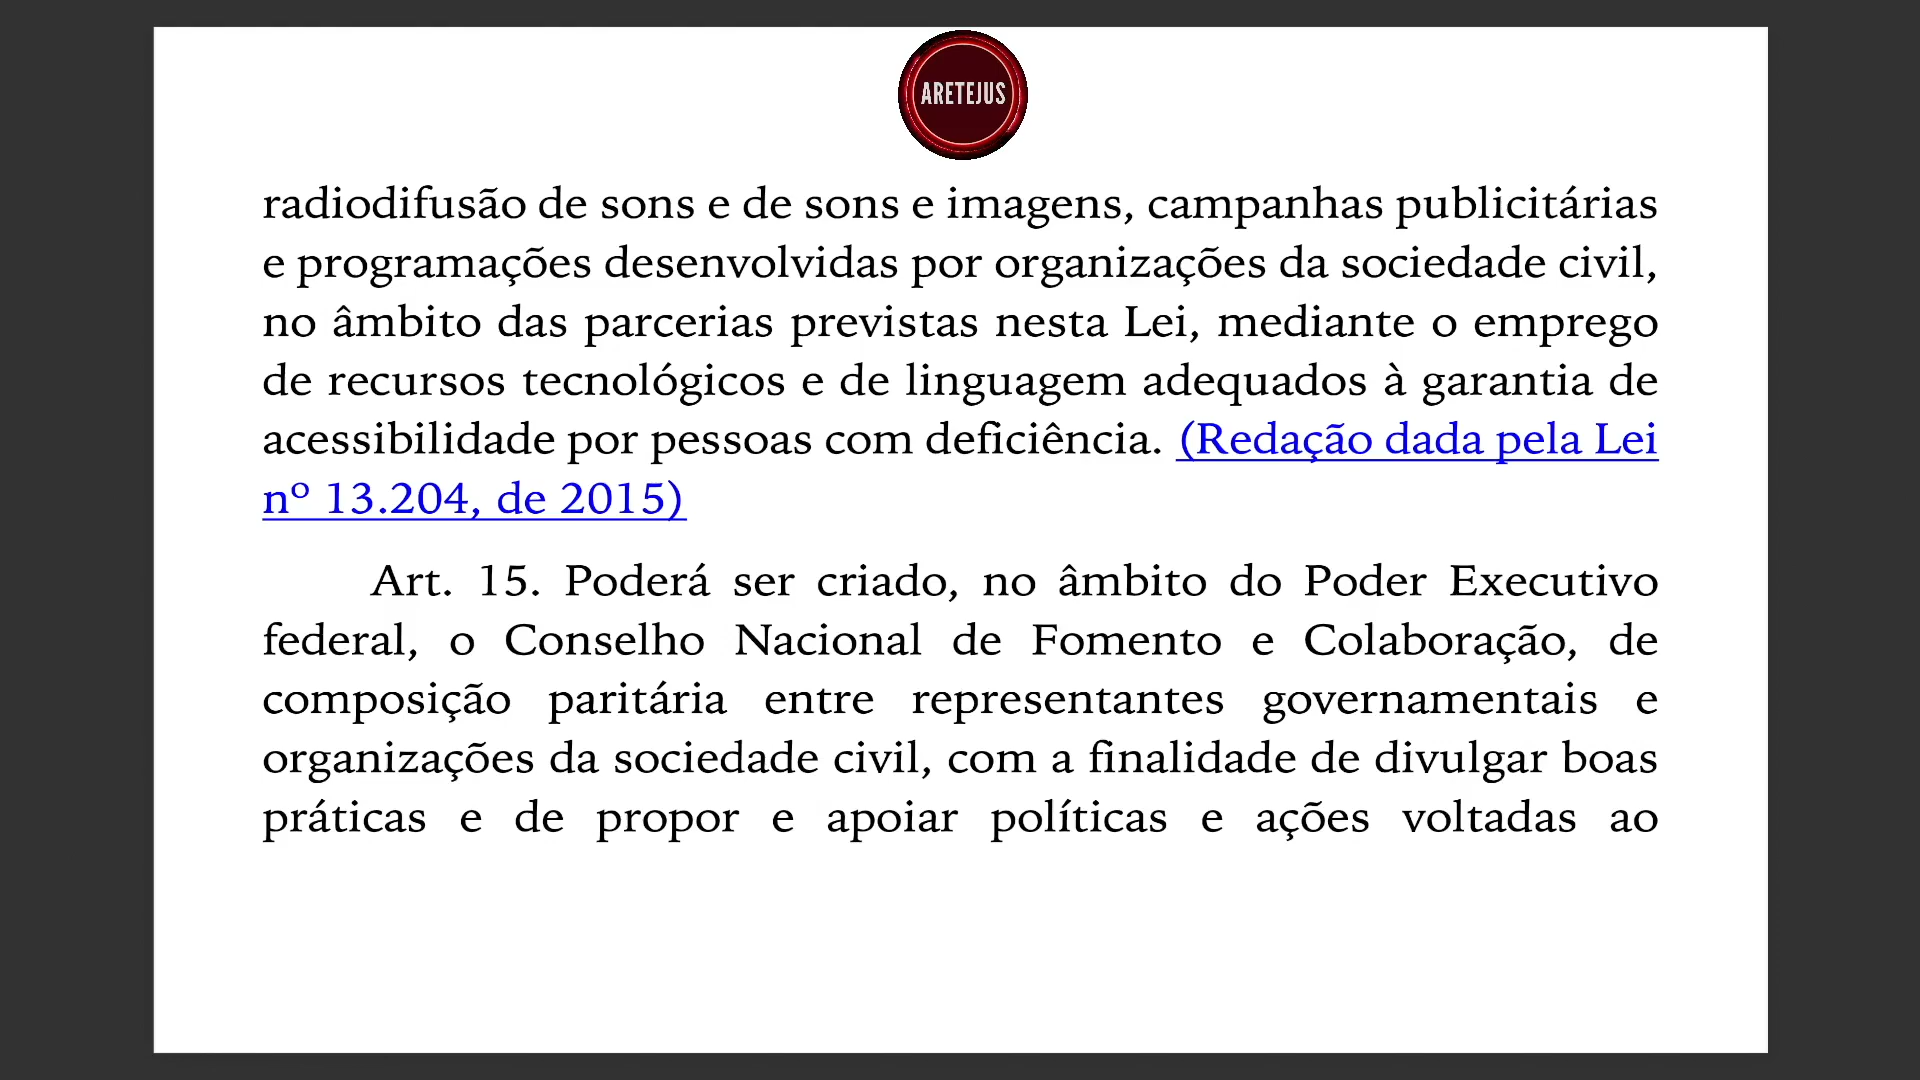 ARETEJUS
radiodifusão de sons e de sons e imagens, campanhas publicitárias
e programações desenvolvidas por organizações da sociedade civil,
no âmbito das parcerias previstas nesta Lei, mediante o emprego
de recursos tecnológicos e de linguagem adequados à garantia de
acessibilidade por pessoas com deficiência. (Redação dada pela Lei
nº 13.204, de 2015)
Art. 15. Poderá ser criado, no âmbito do Poder Executivo
federal, o Conselho Nacional de Fomento e Colaboração, de
composição paritária entre representantes governamentais e
organizações da sociedade civil, com a finalidade de divulgar boas
práticas e de propor e apoiar políticas e ações voltadas ao